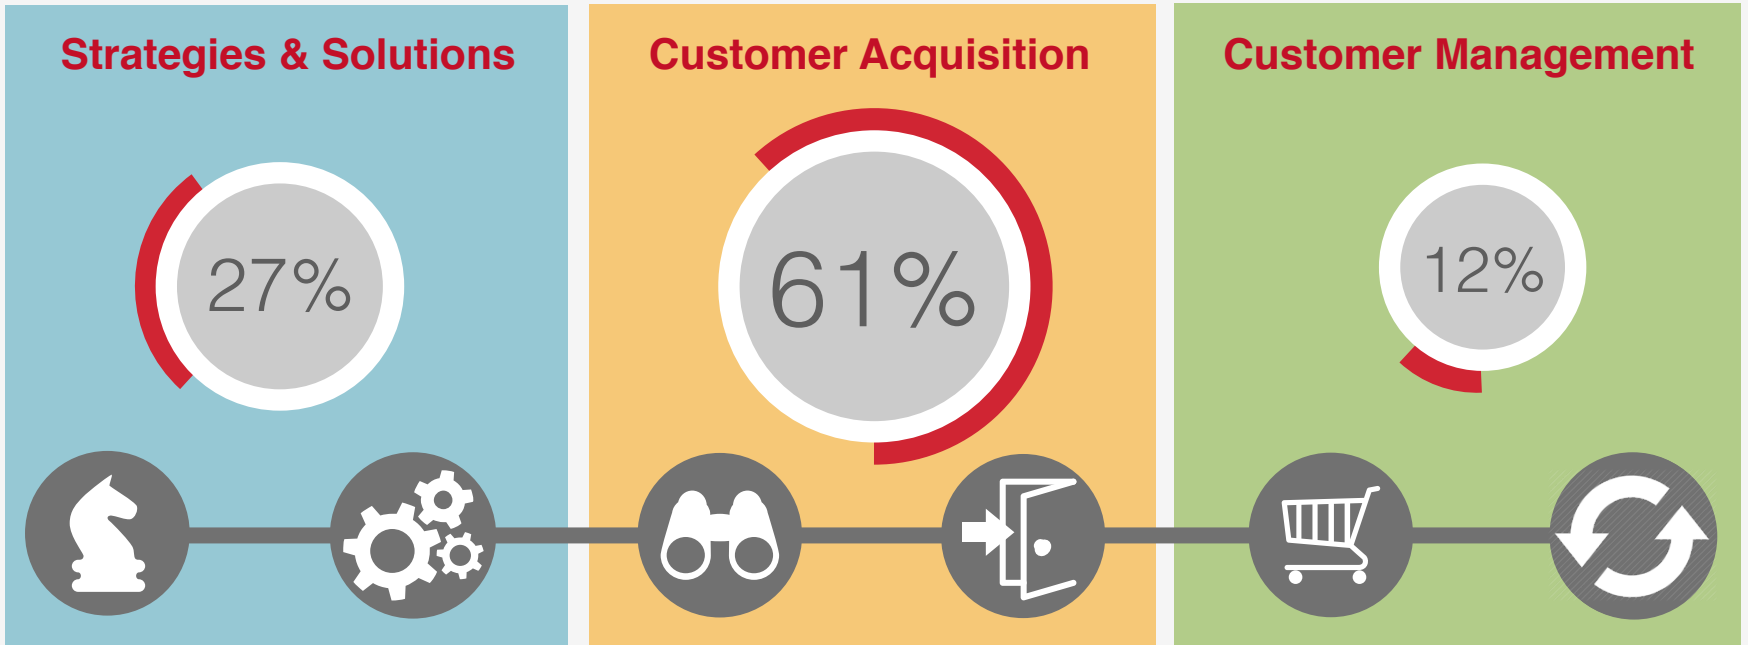 Strategies & Solutions
Customer Acquisition
Customer Management
27%
61%
12%